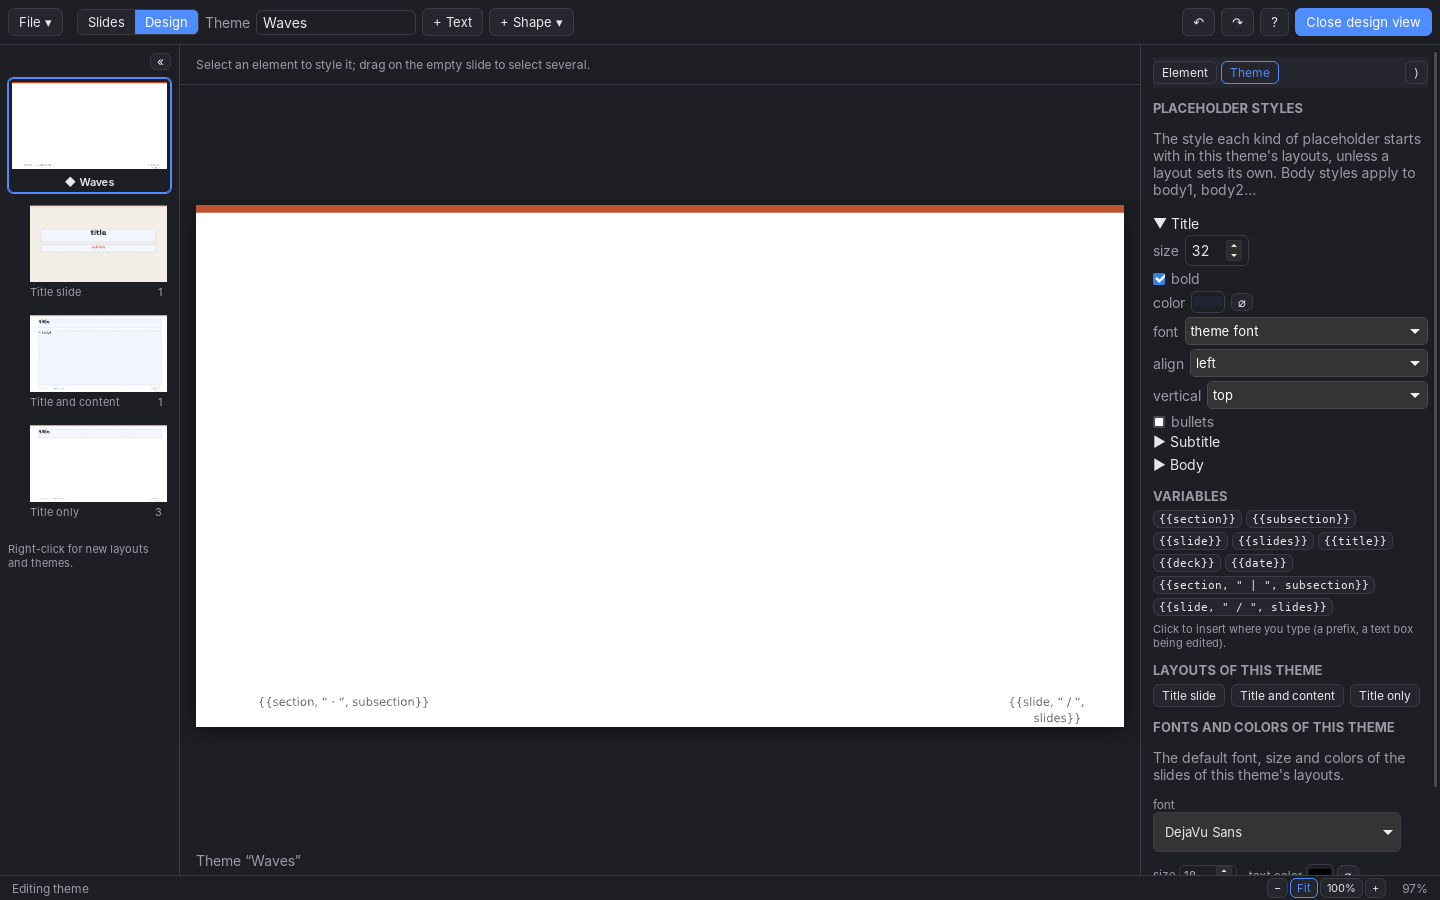 File ▾
Slides
Design
Theme
Waves
+ Text
+ Shape ▾
↶
↷
?
Close design view
«
◆ Waves
title
subtitle
Title slide
1
title
Title and content
1
title
Title only
3
Right-click for new layouts
and themes.
Select an element to style it; drag on the empty slide to select several.
{{section, “ · “, subsection}}
{{slide, “ / “,
slides}}
Theme “Waves”
Element
Theme
⟩
PLACEHOLDER STYLES
The style each kind of placeholder starts
with in this theme's layouts, unless a
layout sets its own. Body styles apply to
body1, body2...
▼ Title
size 32
bold
color ⌀
font theme font
align left
vertical top
bullets
▶ Subtitle
▶ Body
VARIABLES
{{section}} {{subsection}}
{{slide}} {{slides}} {{title}}
{{deck}} {{date}}
{{section, " | ", subsection}}
{{slide, " / ", slides}}
Click to insert where you type (a prefix, a text box
being edited).
LAYOUTS OF THIS THEME
Title slide Title and content Title only
FONTS AND COLORS OF THIS THEME
The default font, size and colors of the
slides of this theme's layouts.
font
DejaVu Sans
size 18 text color ⌀
Editing theme
− Fit 100% + 97%